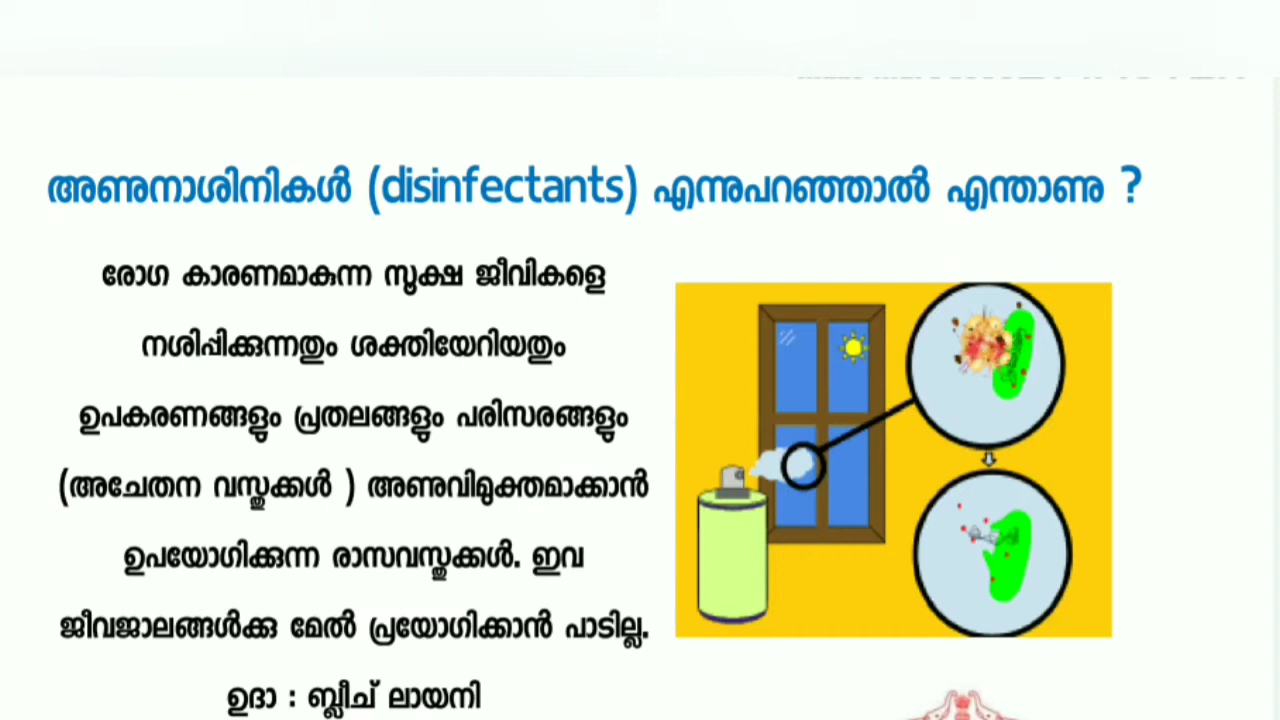 അണുനാശിനികൾ (disinfectants) എന്നുപറഞ്ഞാൽ എന്താണു ?
രോഗ കാരണമാകുന്ന സൂക്ഷ ജീവികളെ
നശിപ്പിക്കുന്നതും ശക്തിയേറിയതും
ഉപകരണങ്ങളും പ്രതലങ്ങളും പരിസരങ്ങളും
(അചേതന വസ്തുക്കൾ ) അണുവിമുക്തമാക്കാൻ
ഉപയോഗിക്കുന്ന രാസവസ്തുക്കൾ. ഇവ
ജീവജാലങ്ങൾക്കു മേൽ പ്രയോഗിക്കാൻ പാടില്ല.
ഉദാ : ബ്ലീച് ലായനി